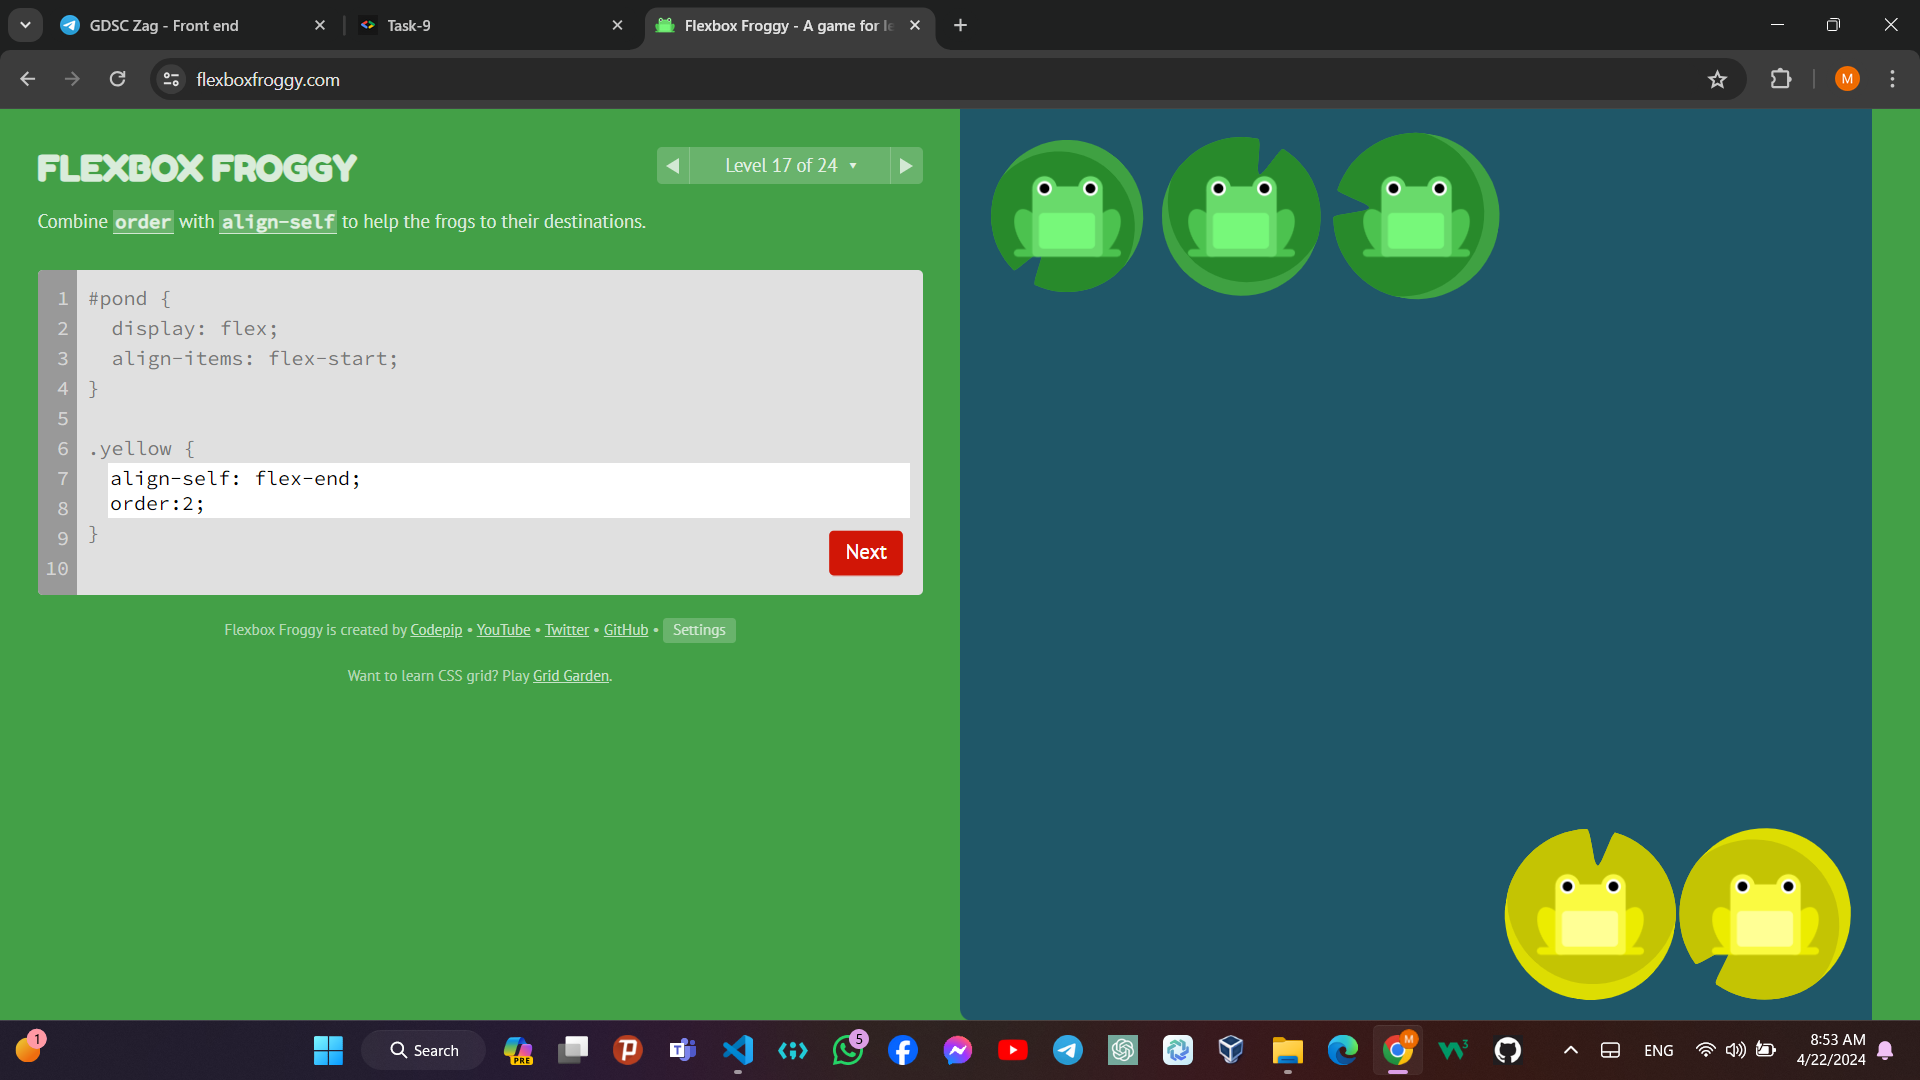 GDSC Zag - Front end
Task-9
Flexbox Froggy - A game for le
flexboxfroggy.com
M
FLEXBOX FROGGY
Level 17 of 24
Combine order with align-self to help the frogs to their destinations.
1 #pond {
2 display: flex;
3 align-items: flex-start;
4 }
5
6 .yellow {
7 align-self: flex-end;
8 order:2;
9 }
10
Next
Flexbox Froggy is created by Codepip • YouTube • Twitter • GitHub • Settings
Want to learn CSS grid? Play Grid Garden.
1
Search
PRE
5
M
ENG
8:53 AM
4/22/2024